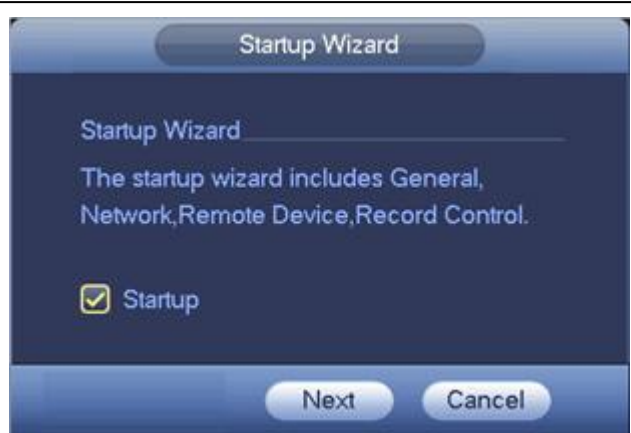 Startup Wizard
Startup Wizard
The startup wizard includes General,
Network,Remote Device,Record Control.
Startup
Next Cancel